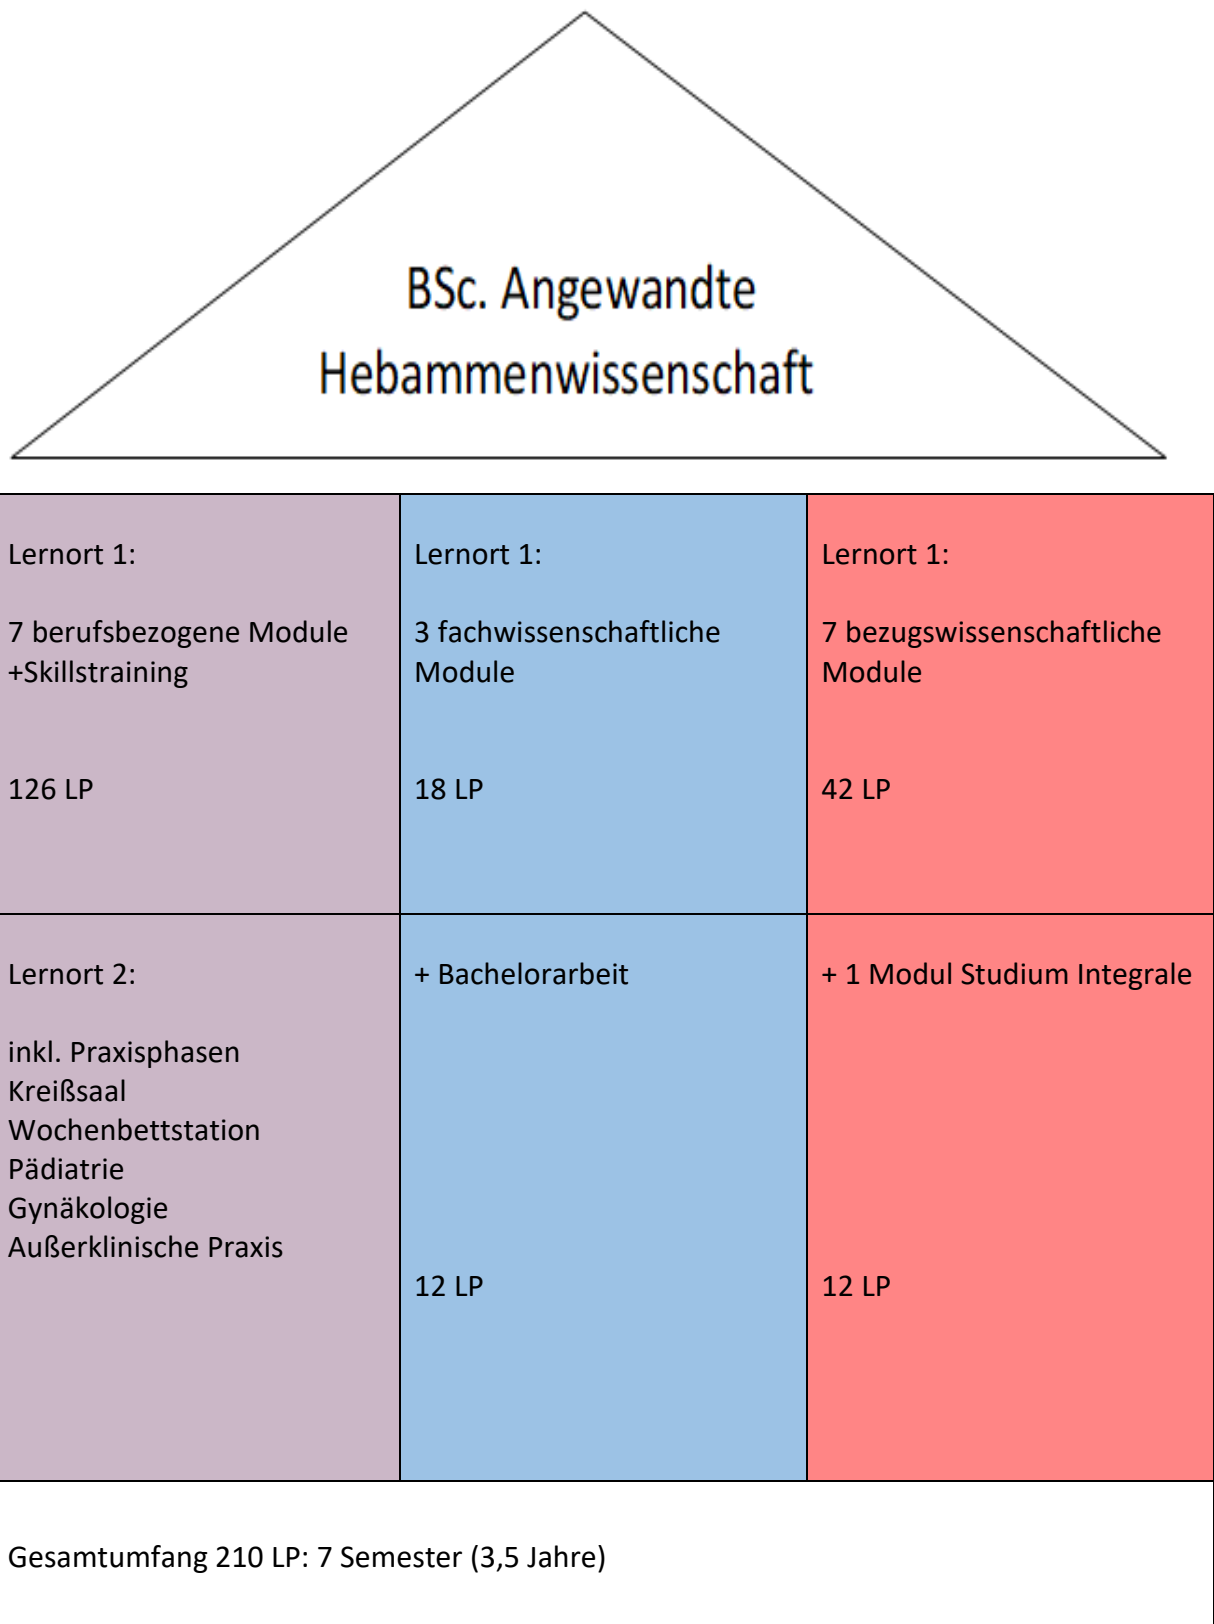 BSc. Angewandte
Hebammenwissenschaft
Lernort 1:
7 berufsbezogene Module
+Skillstraining
126 LP
Lernort 1:
3 fachwissenschaftliche
Module
18 LP
Lernort 1:
7 bezugswissenschaftliche
Module
42 LP
Lernort 2:
inkl. Praxisphasen
Kreißsaal
Wochenbettstation
Pädiatrie
Gynäkologie
Außerklinische Praxis
+ Bachelorarbeit
12 LP
+ 1 Modul Studium Integrale
12 LP
Gesamtumfang 210 LP: 7 Semester (3,5 Jahre)